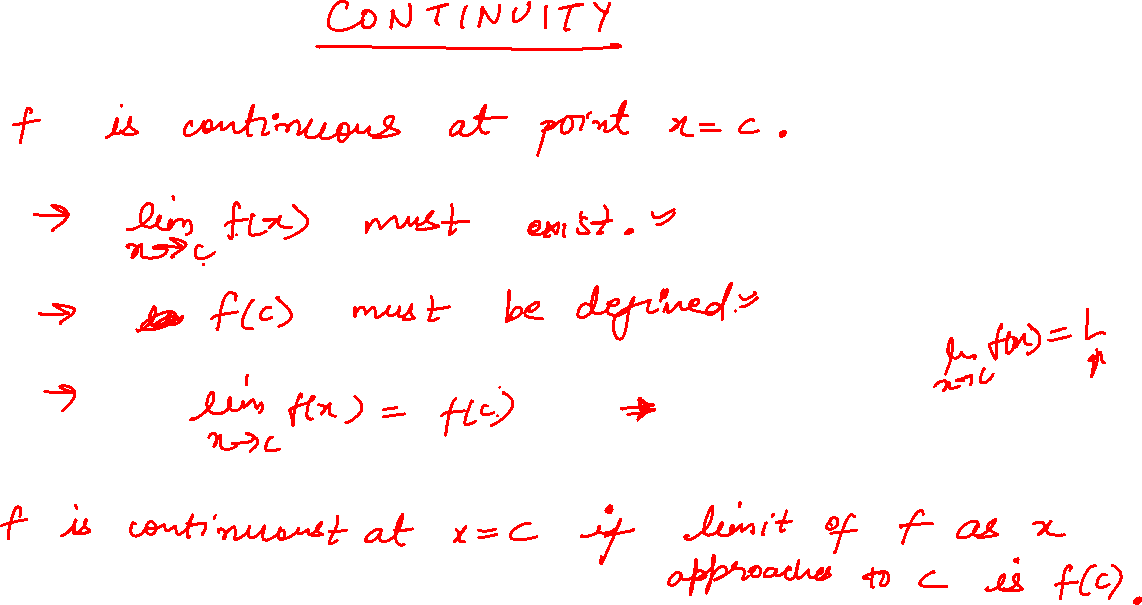 CONTINUITY
f is continuous at point x = c.
→ lim f(x) must exist.
x→c
→ f(c) must be defined.
lim f(x) = L
x→c
→ lim f(x) = f(c) →
x→c
f is continuoust at x = c if limit of f as x
approaches to c is f(c).